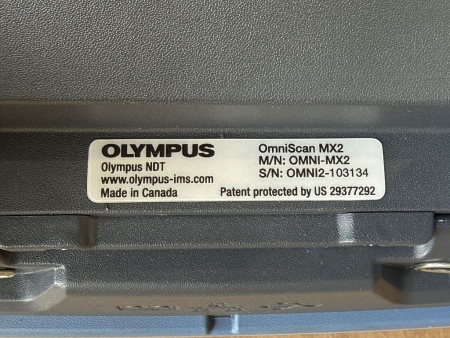 OLYMPUS
Olympus NDT
www.olympus-ims.com
Made in Canada
OmniScan MX2
M/N: OMNI-MX2
S/N: OMNI2-103134
Patent protected by US 29377292